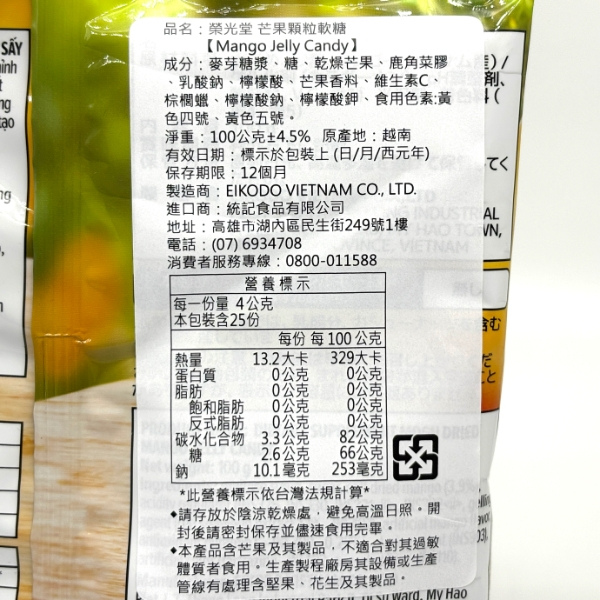 品名：榮光堂 芒果顆粒軟糖
【Mango Jelly Candy】
成分：麥芽糖漿、糖、乾燥芒果、鹿角菜膠
、乳酸鈉、檸檬酸、芒果香料、維生素C、
棕櫚蠟、檸檬酸鈉、檸檬酸鉀、食用色素:黃
色四號、黃色五號。
淨重：100公克±4.5% 原產地：越南
有效日期：標示於包裝上 (日/月/西元年)
保存期限：12個月
製造商：EIKODO VIETNAM CO., LTD.
進口商：統記食品有限公司
地址：高雄市湖內區民生街249號1樓
電話：(07) 6934708
消費者服務專線：0800-011588
營養標示
每一份量 4公克
本包裝含25份
每份 每100公克
熱量 13.2大卡 329大卡
蛋白質 0公克 0公克
脂肪 0公克 0公克
飽和脂肪 0公克 0公克
反式脂肪 0公克 0公克
碳水化合物 3.3公克 82公克
糖 2.6公克 66公克
鈉 10.1毫克 253毫克
*此營養標示依台灣法規計算*
◆請存放於陰涼乾燥處，避免高溫日照。開
封後請密封保存並儘速食用完畢。
◆本產品含芒果及其製品，不適合對其過敏
體質者食用。生產製程廠房其設備或生產
管線有處理含堅果、花生及其製品。
SẤY
INDUSTRIAL
HAO TOWN,
VIETNAM
ward, My Hao